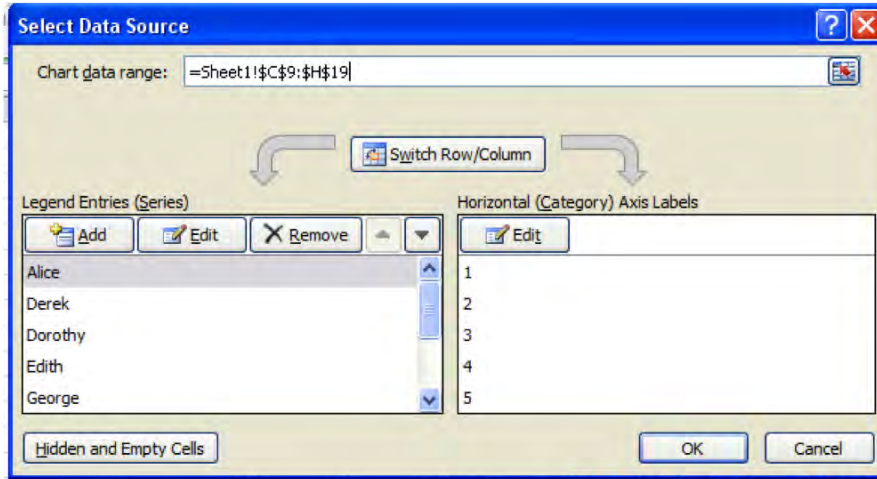 Select Data Source
Chart data range: =Sheet1!$C$9:$H$19
Switch Row/Column
Legend Entries (Series)
Add Edit Remove
Alice
Derek
Dorothy
Edith
George
Horizontal (Category) Axis Labels
Edit
1
2
3
4
5
Hidden and Empty Cells
OK Cancel